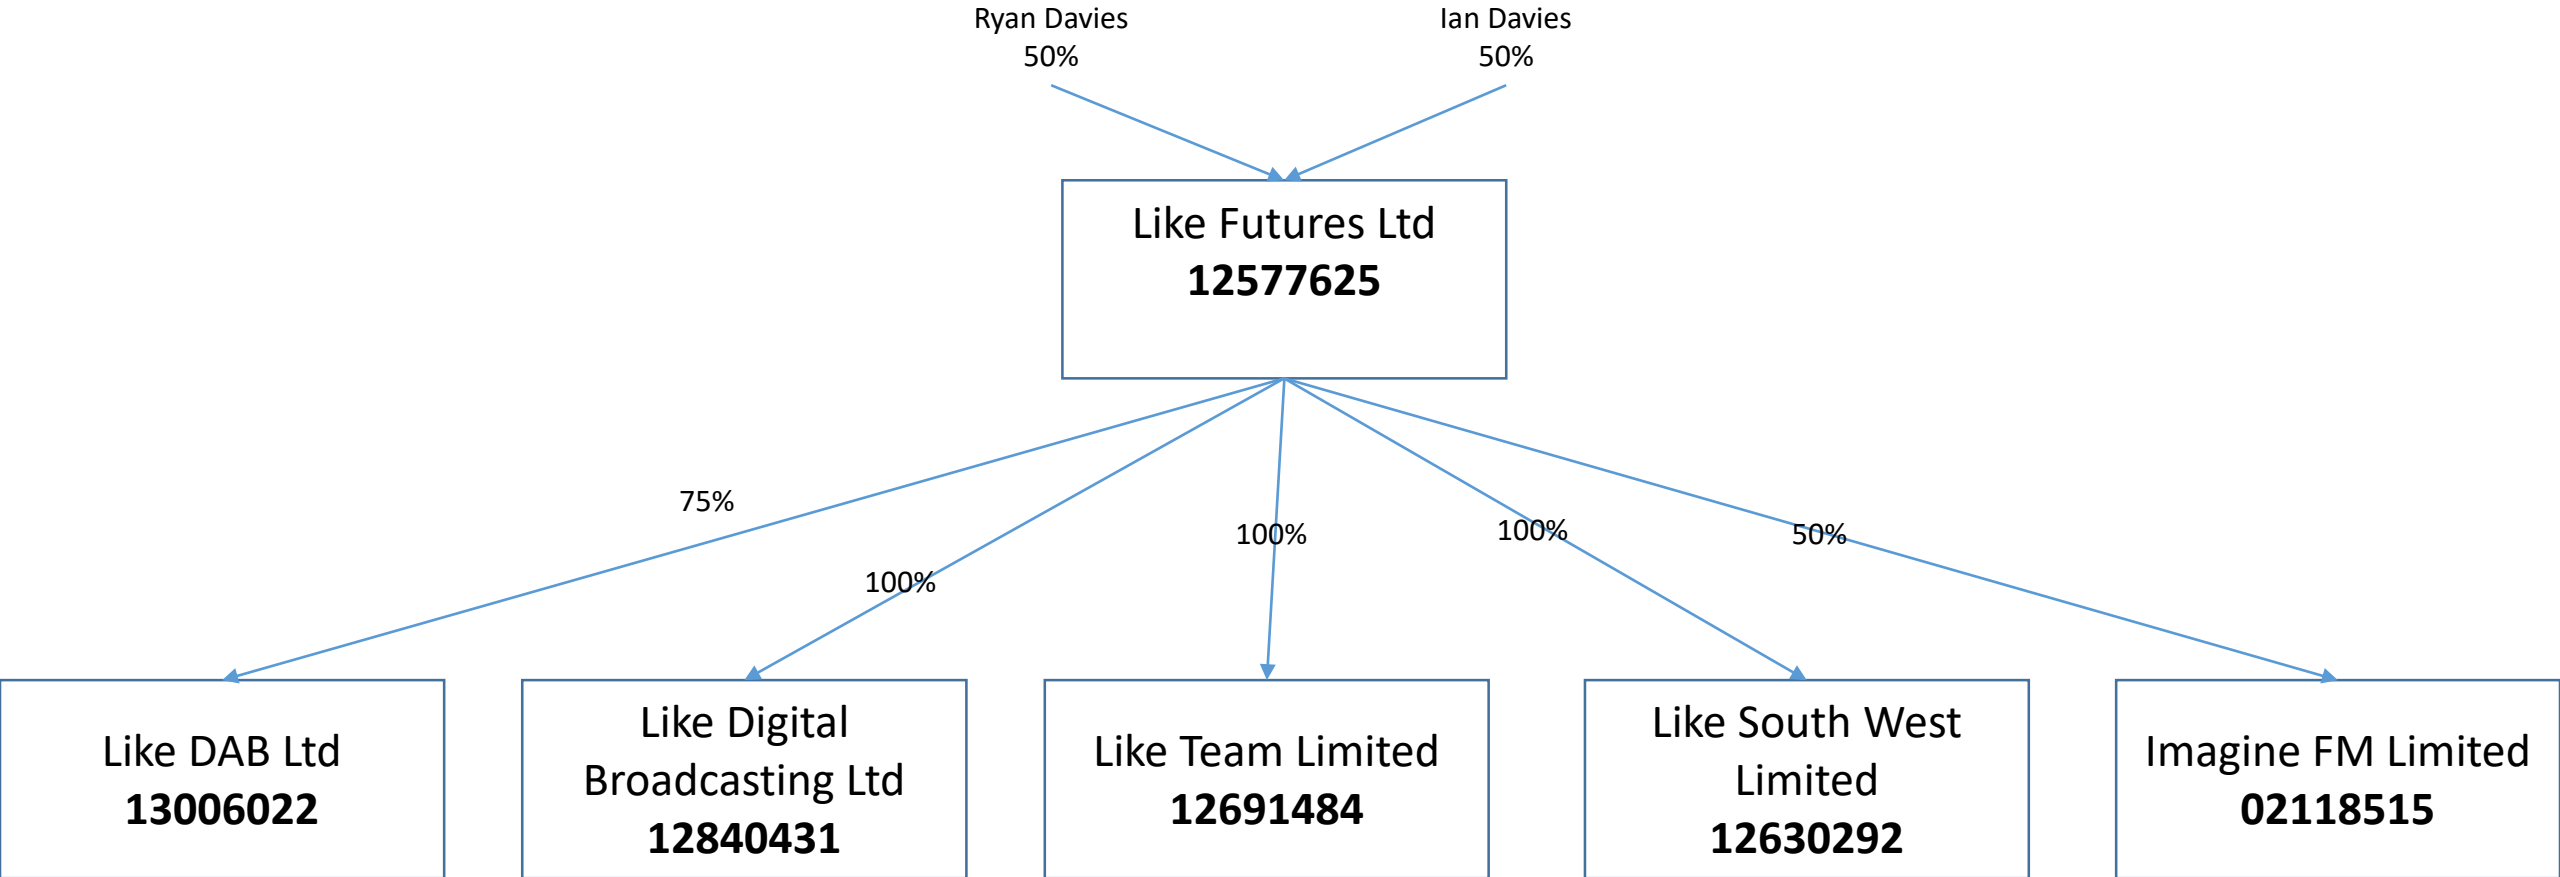 Ryan Davies
50%
Ian Davies
50%
Like Futures Ltd
12577625
75%
100%
100%
100%
50%
Like DAB Ltd
13006022
Like Digital
Broadcasting Ltd
12840431
Like Team Limited
12691484
Like South West
Limited
12630292
Imagine FM Limited
02118515